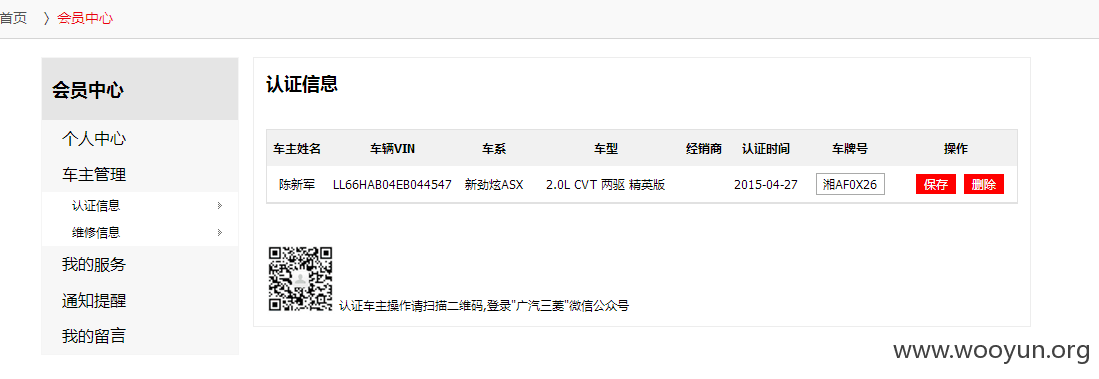 首页 〉会员中心
会员中心
个人中心
车主管理
认证信息
维修信息
我的服务
通知提醒
我的留言
认证信息
车主姓名 车辆VIN 车系 车型 经销商 认证时间 车牌号 操作
陈新军 LL66HAB04EB044547 新劲炫ASX 2.0L CVT 两驱 精英版 2015-04-27 湘AF0X26 保存 删除
认证车主操作请扫描二维码,登录"广汽三菱"微信公众号
www.wooyun.org